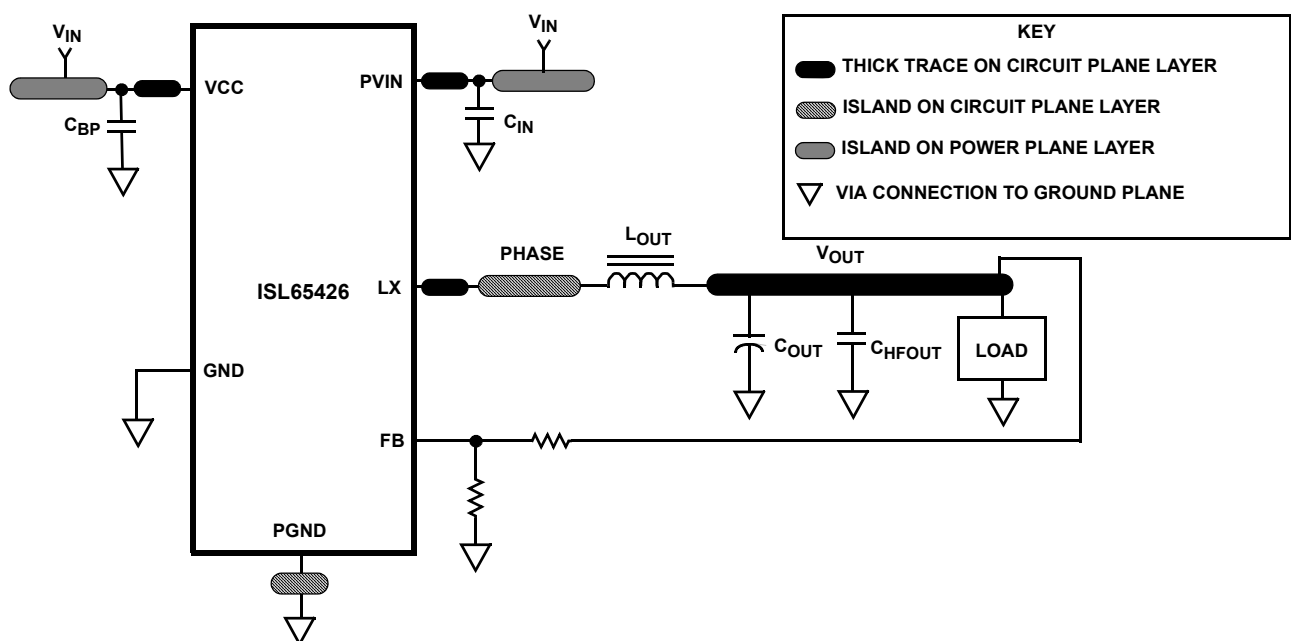 VIN
VCC
CBP
GND
ISL65426
PGND
PVIN
VIN
CIN
LX
PHASE
LOUT
VOUT
COUT
CHFOUT
LOAD
FB
KEY
THICK TRACE ON CIRCUIT PLANE LAYER
ISLAND ON CIRCUIT PLANE LAYER
ISLAND ON POWER PLANE LAYER
VIA CONNECTION TO GROUND PLANE